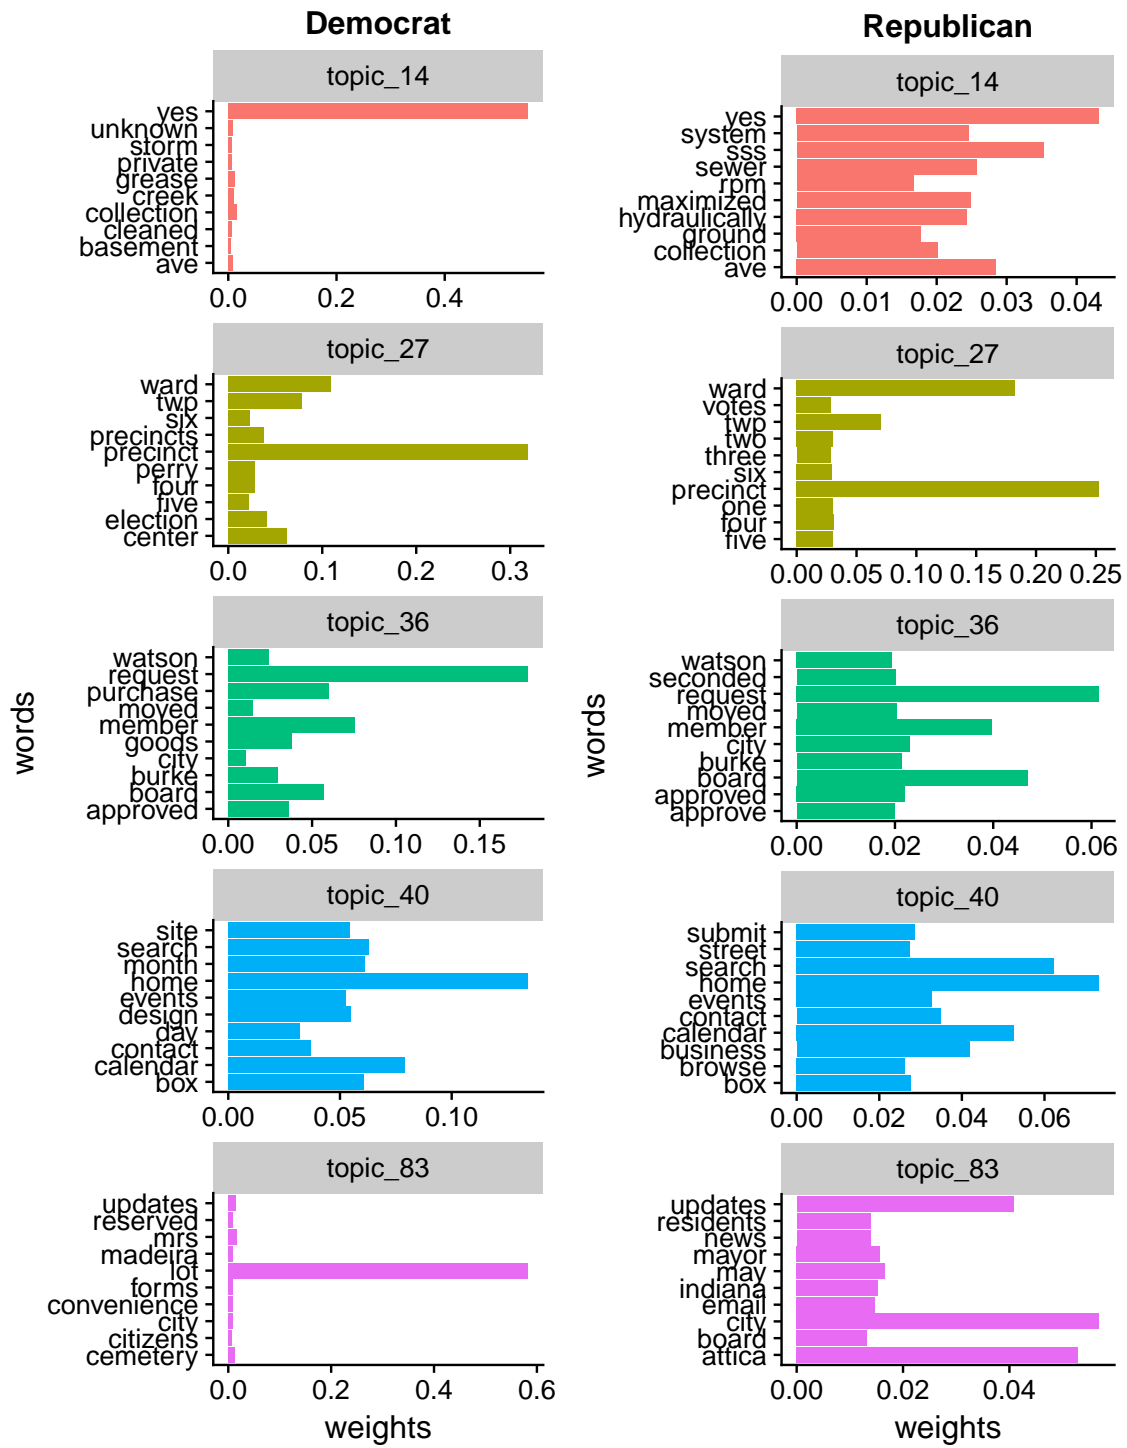 Democrat
topic_14
yes
unknown
storm
private
grease
creek
collection
cleaned
basement
ave
0.0 0.2 0.4
topic_27
ward
twp
six
precincts
precinct
perry
four
five
election
center
0.0 0.1 0.2 0.3
topic_36
watson
request
purchase
moved
member
goods
city
burke
board
approved
0.00 0.05 0.10 0.15
topic_40
site
search
month
home
events
design
day
contact
calendar
box
0.00 0.05 0.10
topic_83
updates
reserved
mrs
madeira
lot
forms
convenience
city
citizens
cemetery
0.0 0.2 0.4 0.6
weights
words
Republican
topic_14
yes
system
sss
sewer
rpm
maximized
hydraulically
ground
collection
ave
0.00 0.01 0.02 0.03 0.04
topic_27
ward
votes
twp
two
three
six
precinct
one
four
five
0.00 0.05 0.10 0.15 0.20 0.25
topic_36
watson
seconded
request
moved
member
city
burke
board
approved
approve
0.00 0.02 0.04 0.06
topic_40
submit
street
search
home
events
contact
calendar
business
browse
box
0.00 0.02 0.04 0.06
topic_83
updates
residents
news
mayor
may
indiana
email
city
board
attica
0.00 0.02 0.04
weights
words